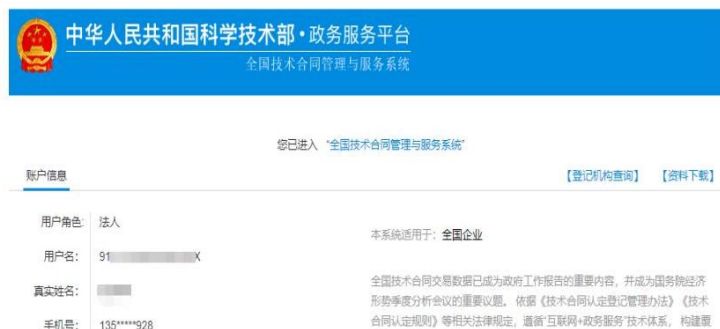 中华人民共和国科学技术部·政务服务平台
全国技术合同管理与服务系统
您已进入 “全国技术合同管理与服务系统”
账户信息
【登记机构查询】 【资料下载】
用户角色: 法人
用户名: 91 X
真实姓名:
手机号: 135*****928
本系统适用于: 全国企业
全国技术合同交易数据已成为政府工作报告的重要内容，并成为国务院经济
形势季度分析会议的重要议题。 依据《技术合同认定登记管理办法》《技术
合同认定规则》等相关法律规定，遵循“互联网+政务服务”技术体系， 构建覆